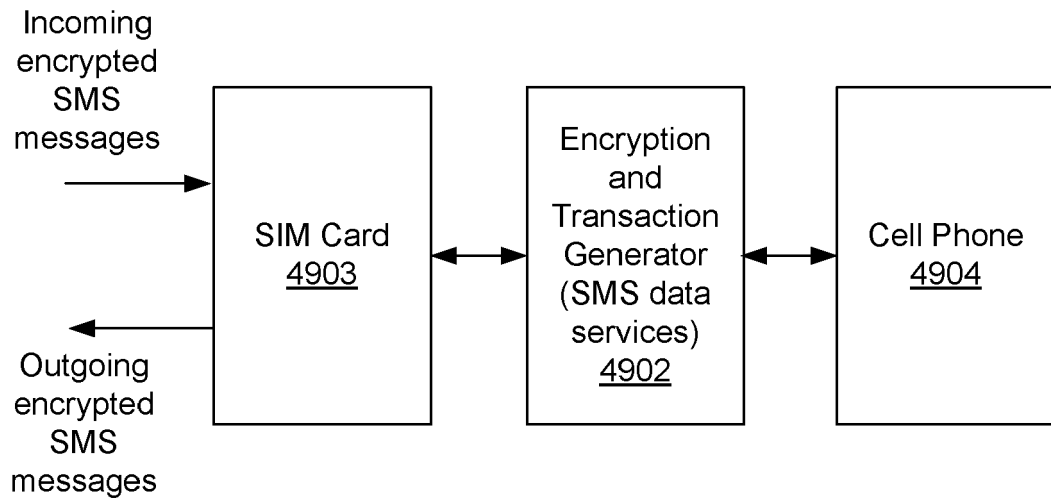 Incoming
encrypted
SMS
messages
Outgoing
encrypted
SMS
messages
SIM Card
4903
Encryption
and
Transaction
Generator
(SMS data
services)
4902
Cell Phone
4904